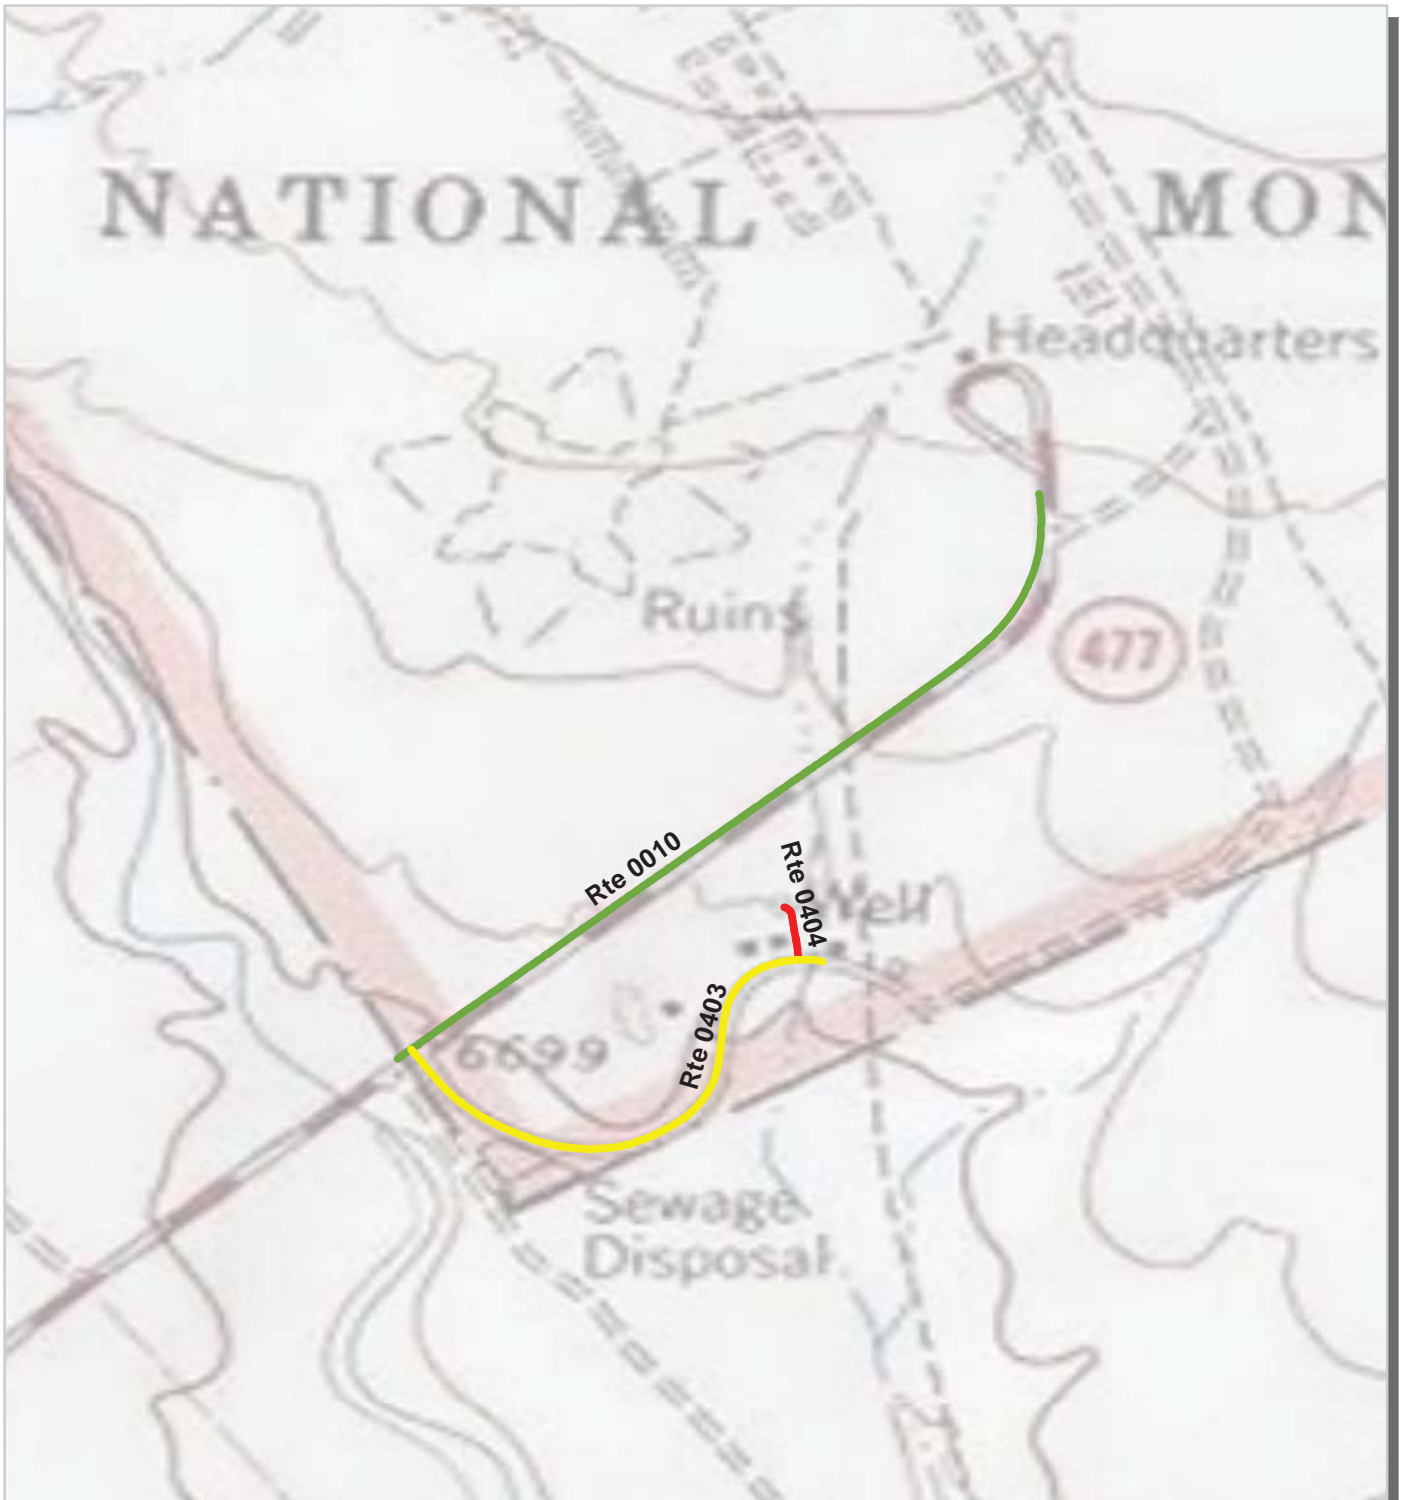 NATIONAL MON
Headquarters
Ruins
477
Rte 0010
Rte 0404
Well
Rte 0403
6699
Sewage
Disposal